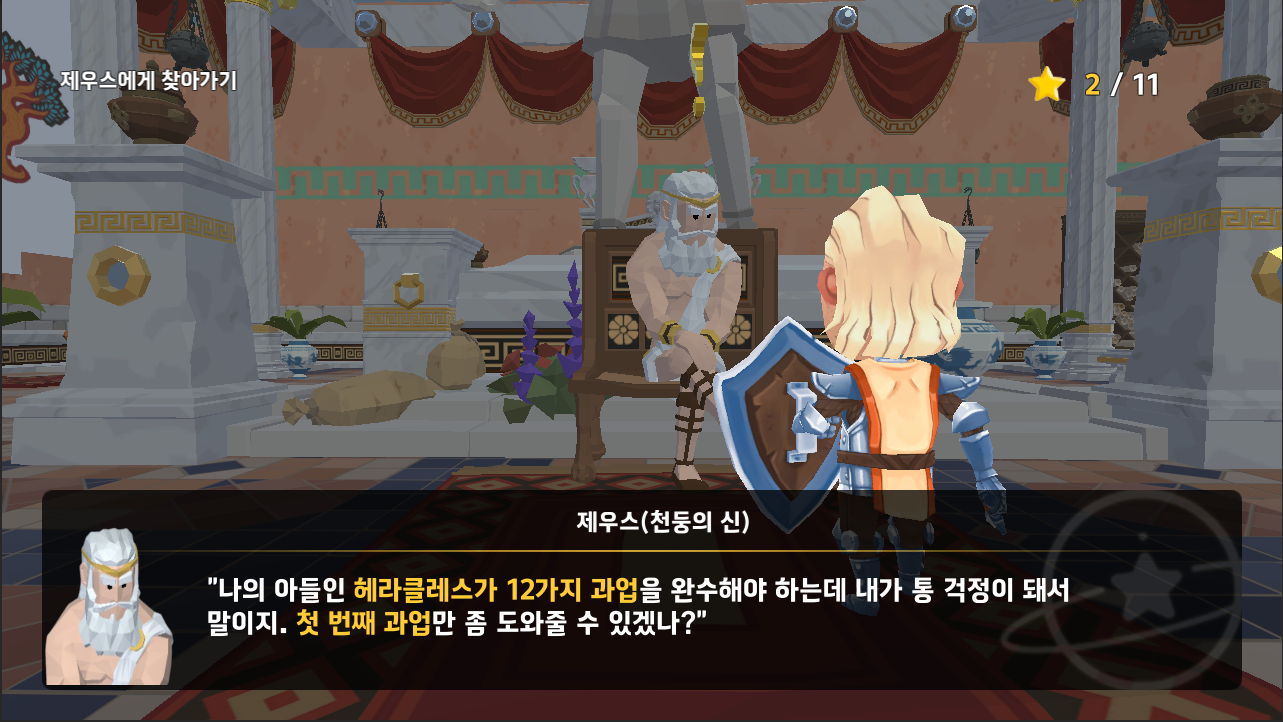 제우스에게 찾아가기
2 / 11
제우스(천둥의 신)
"나의 아들인 헤라클레스가 12가지 과업을 완수해야 하는데 내가 통 걱정이 돼서
말이지. 첫 번째 과업만 좀 도와줄 수 있겠나?"